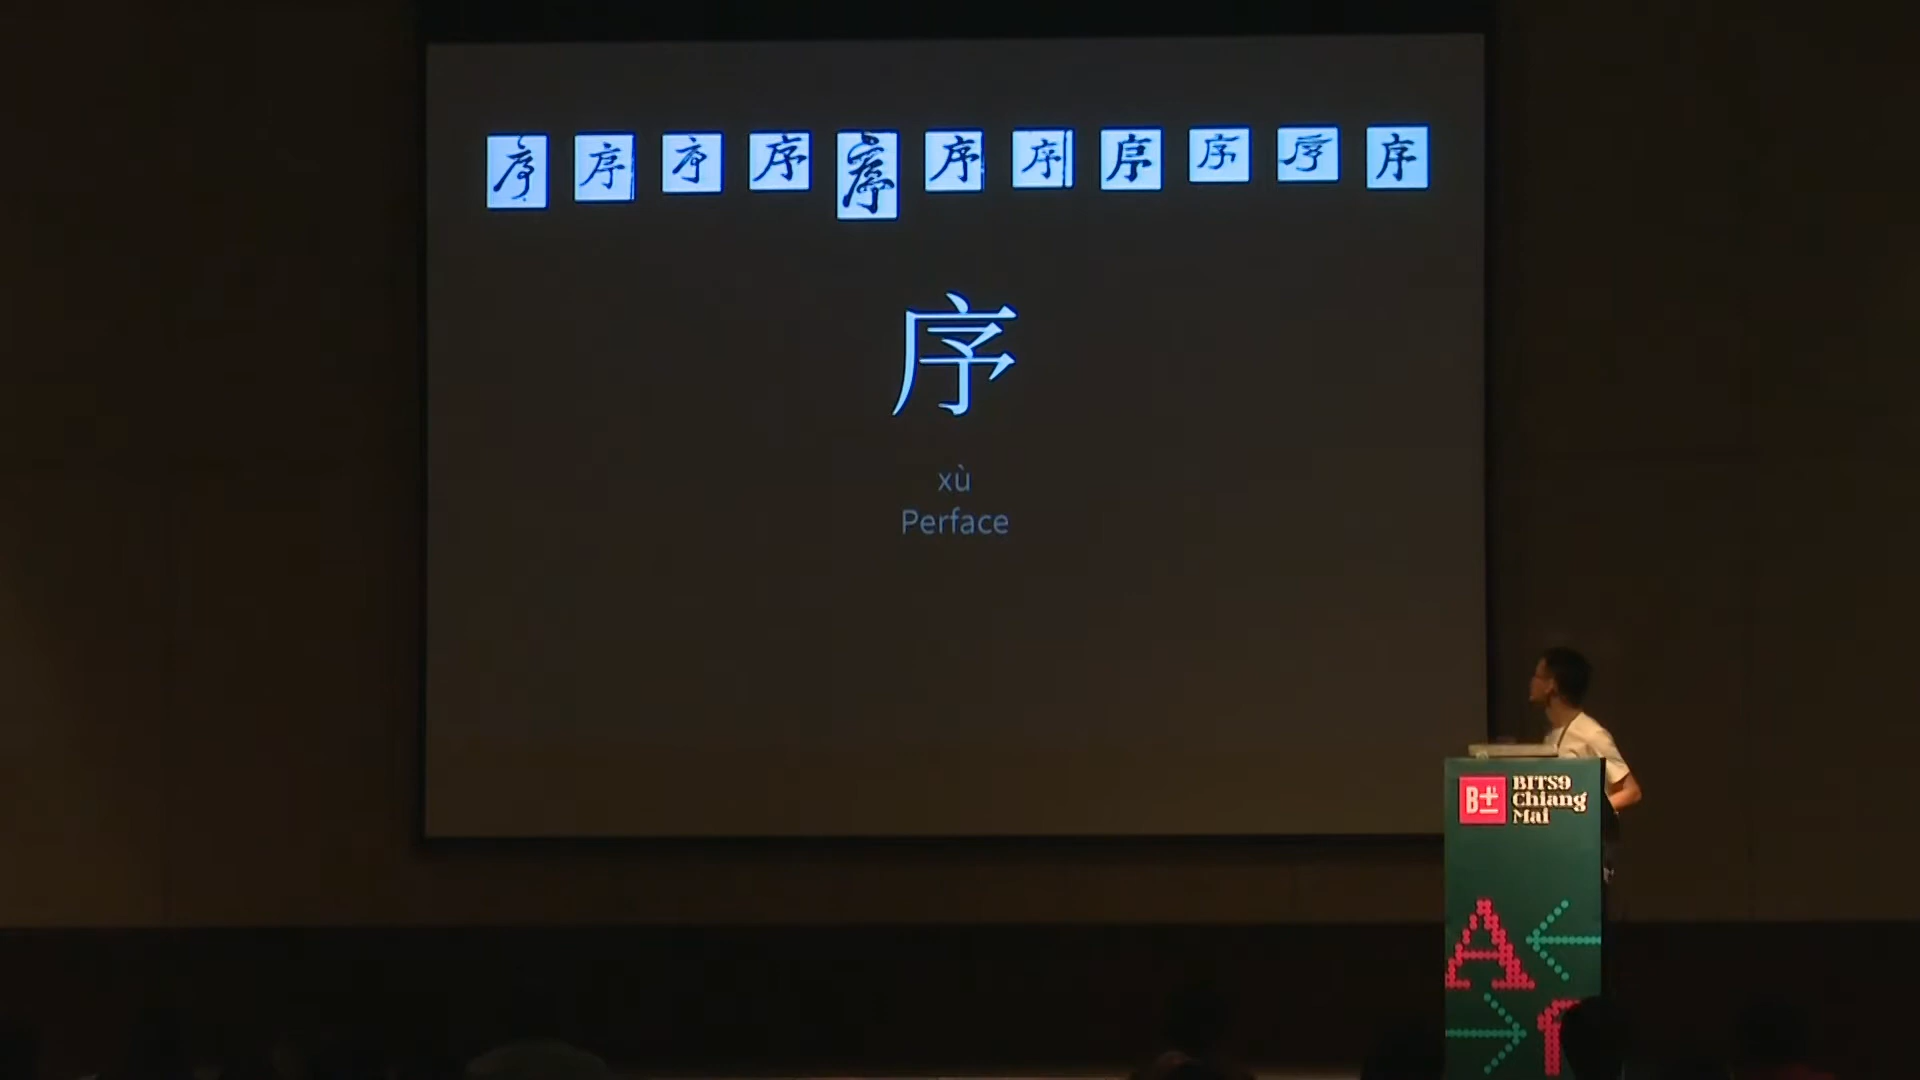 序 序 序 序 序 序 序 序 序 序 序
序
xù
Perface
B± BITS9
Chiang
Mai
A